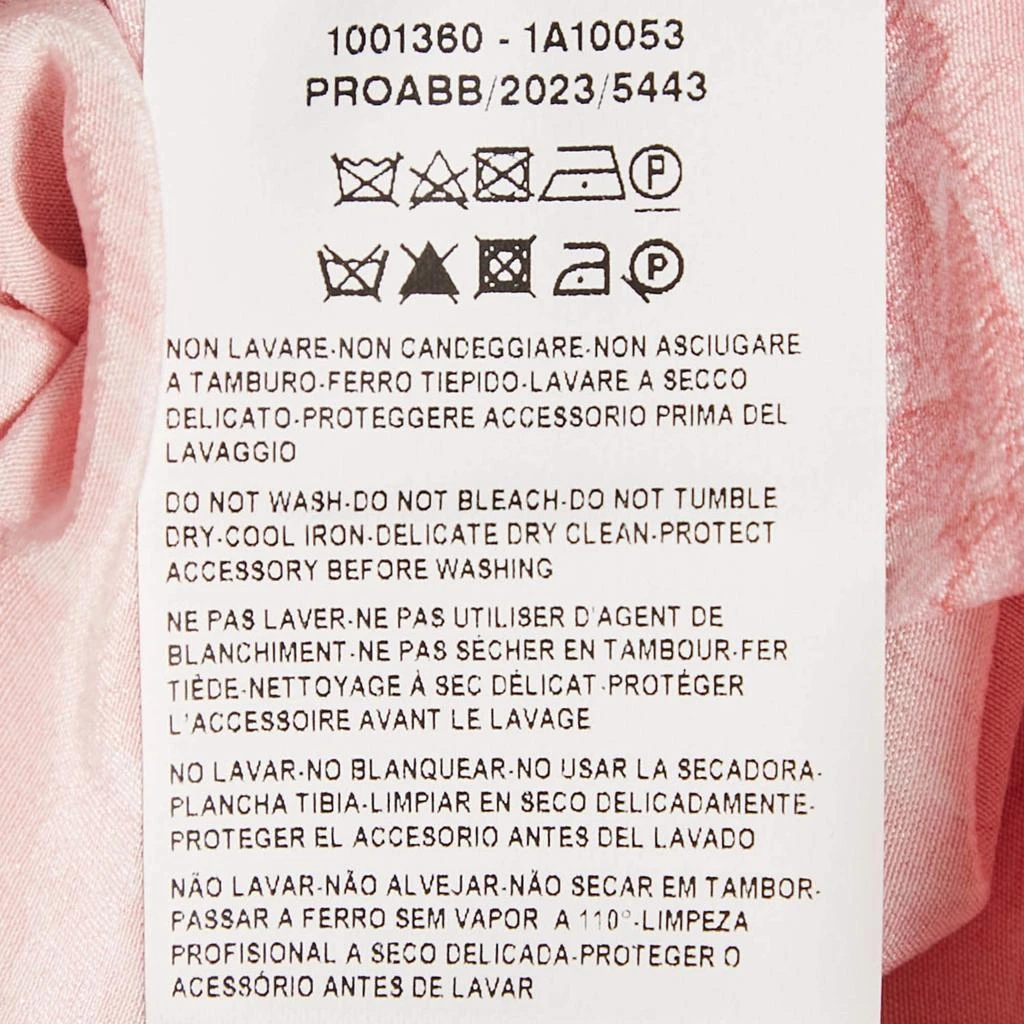 1001360 - 1A10053
PROABB/2023/5443
P
P
NON LAVARE-NON CANDEGGIARE-NON ASCIUGARE
A TAMBURO-FERRO TIEPIDO-LAVARE A SECCO
DELICATO-PROTEGGERE ACCESSORIO PRIMA DEL
LAVAGGIO
DO NOT WASH-DO NOT BLEACH-DO NOT TUMBLE
DRY-COOL IRON-DELICATE DRY CLEAN-PROTECT
ACCESSORY BEFORE WASHING
NE PAS LAVER-NE PAS UTILISER D'AGENT DE
BLANCHIMENT-NE PAS SÉCHER EN TAMBOUR-FER
TIÈDE-NETTOYAGE À SEC DÉLICAT-PROTÉGER
L'ACCESSOIRE AVANT LE LAVAGE
NO LAVAR-NO BLANQUEAR-NO USAR LA SECADORA-
PLANCHA TIBIA-LIMPIAR EN SECO DELICADAMENTE-
PROTEGER EL ACCESORIO ANTES DEL LAVADO
NÃO LAVAR-NÃO ALVEJAR-NÃO SECAR EM TAMBOR-
PASSAR A FERRO SEM VAPOR A 110°-LIMPEZA
PROFISIONAL A SECO DELICADA-PROTEGER O
ACESSÓRIO ANTES DE LAVAR